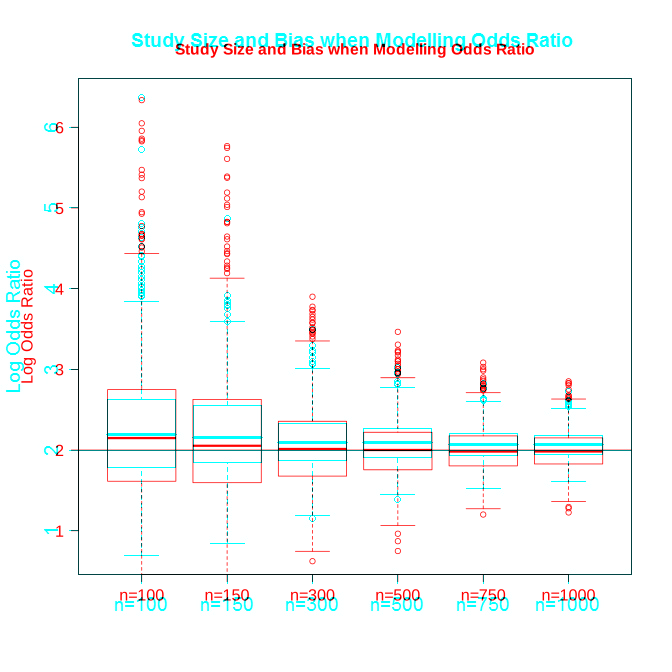 Study Size and Bias when Modelling Odds Ratio
Study Size and Bias when Modelling Odds Ratio
Log Odds Ratio
Log Odds Ratio
6 6
5 5
4 4
3 3
2 2
1 1
n=100 n=150 n=300 n=500 n=750 n=1000
n=100 n=150 n=300 n=500 n=750 n=1000